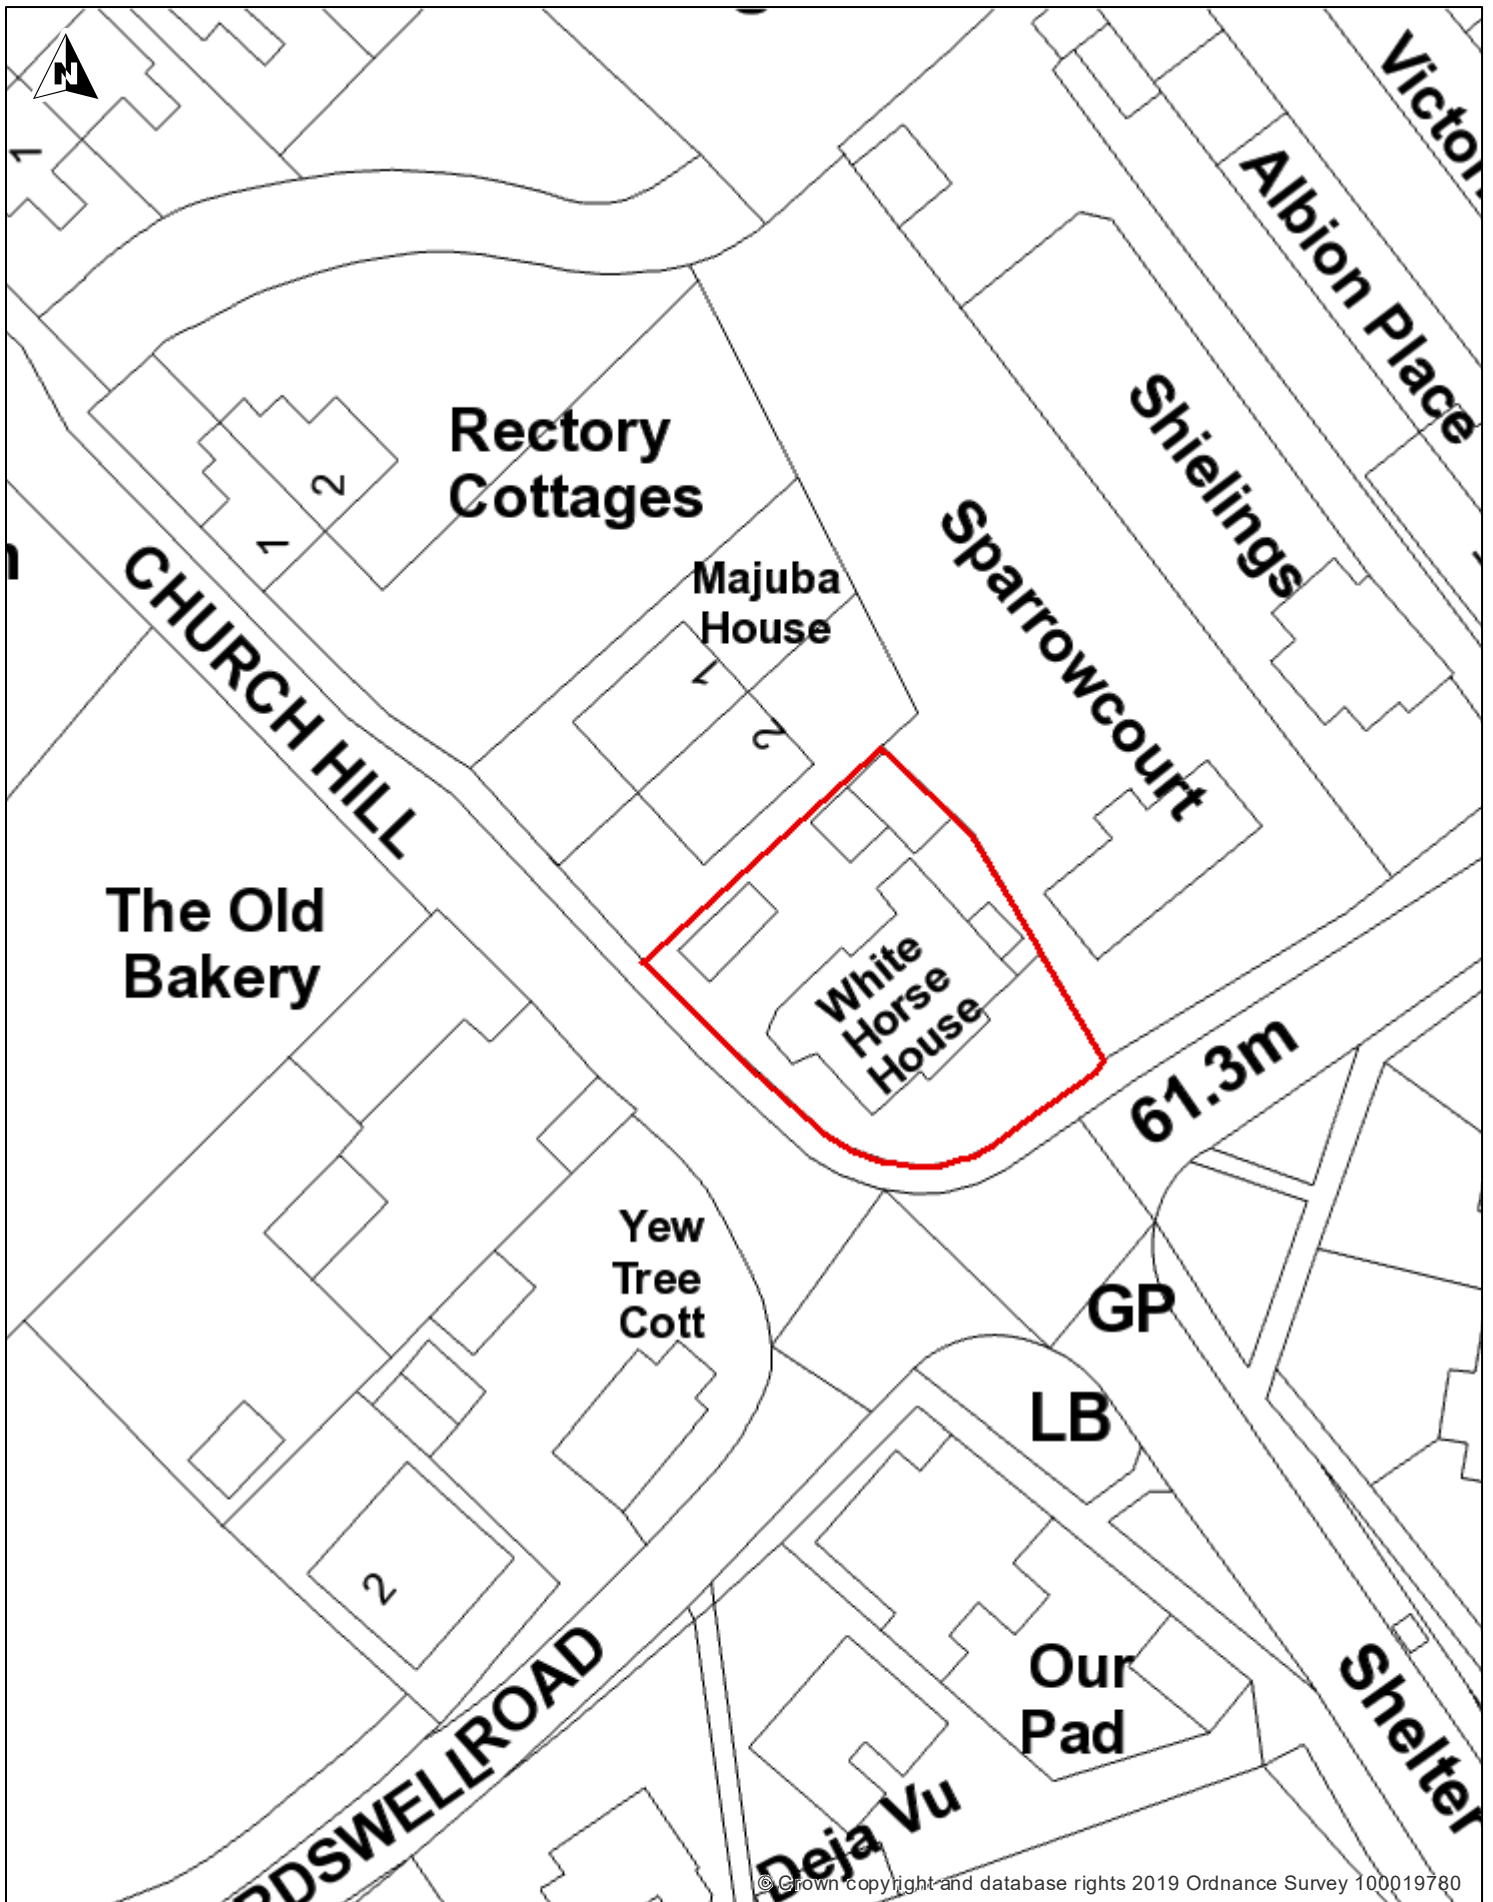 N
1
Albion Place
Shielings
Rectory
Cottages
2
1
Sparrowcourt
Majuba
House
1
2
CHURCH HILL
The Old
Bakery
White
Horse
House
61.3m
Yew
Tree
Cott
GP
LB
2
Our
Pad
Shelter
ROAD
Deja Vu
© Crown copyright and database rights 2019 Ordnance Survey 100019780